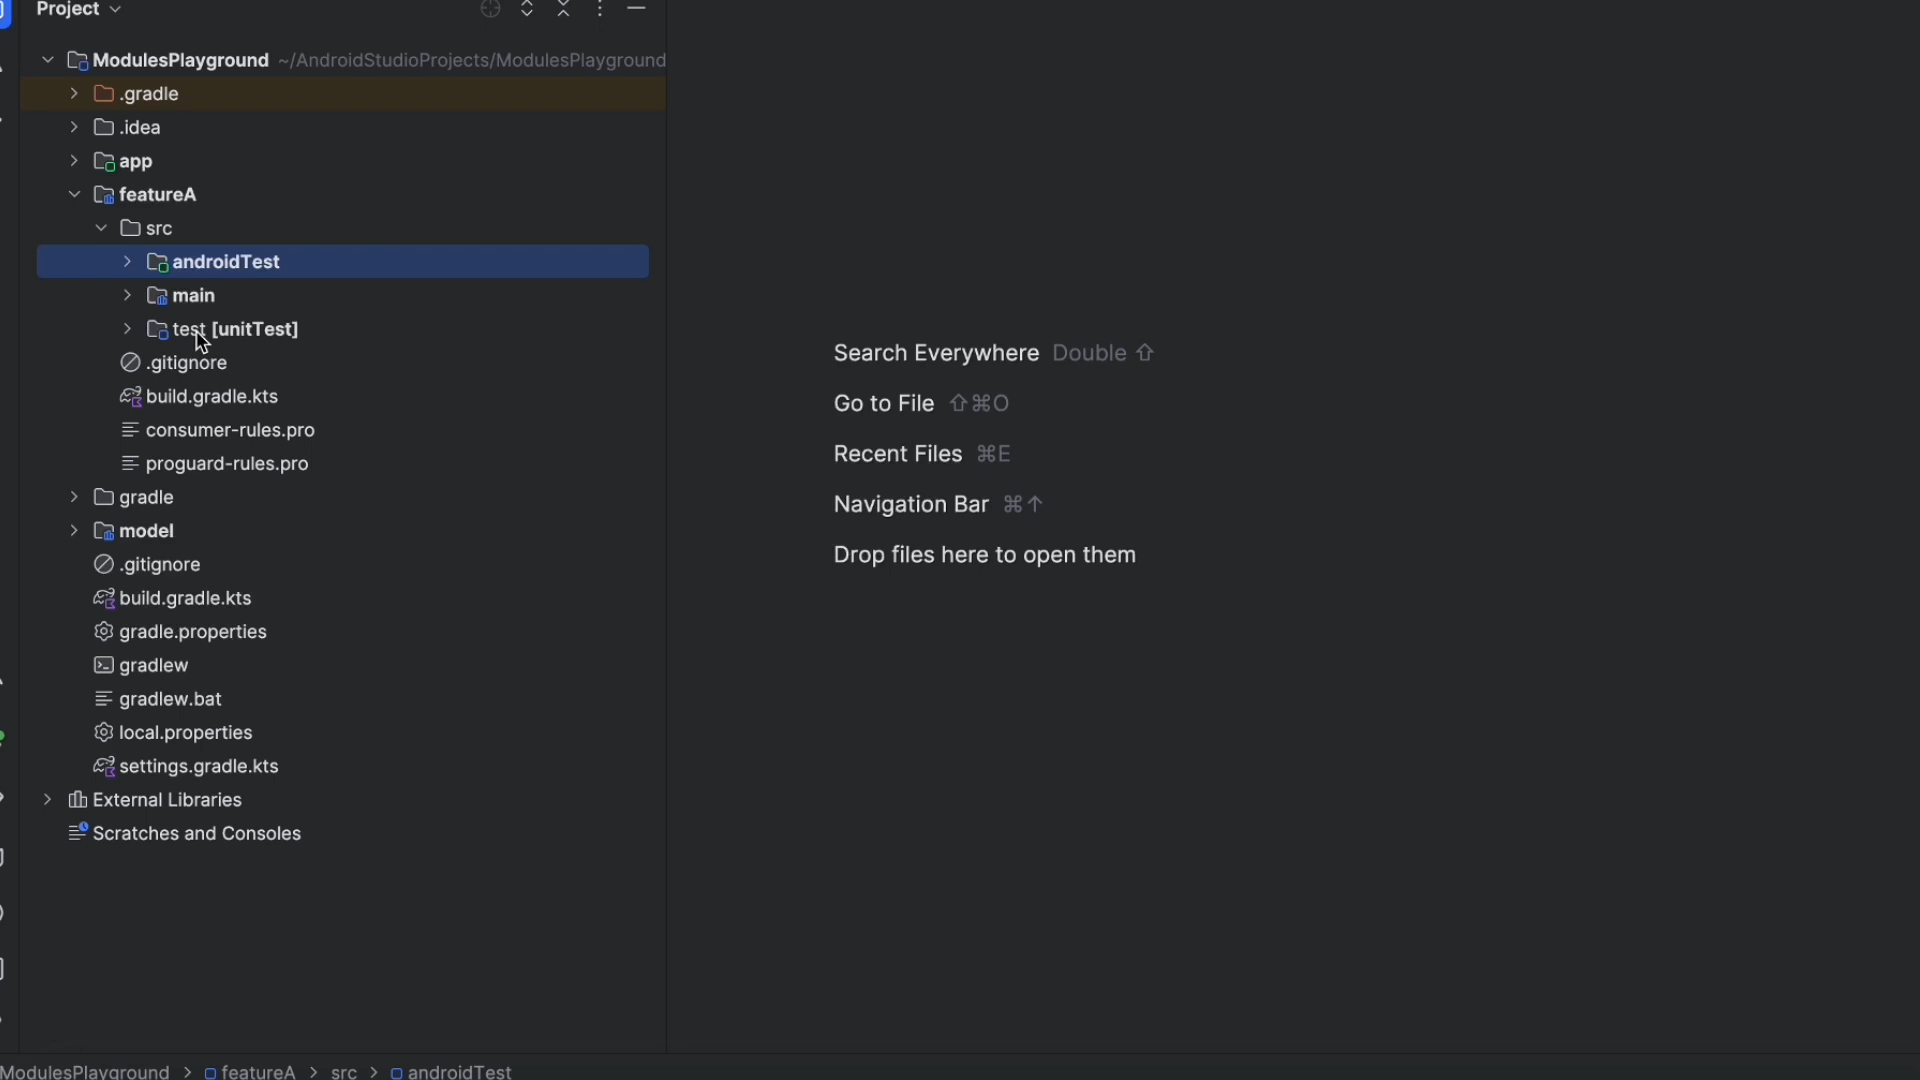 Project
ModulesPlayground ~/AndroidStudioProjects/ModulesPlayground
.gradle
.idea
app
featureA
src
androidTest
main
test [unitTest]
.gitignore
build.gradle.kts
consumer-rules.pro
proguard-rules.pro
gradle
model
.gitignore
build.gradle.kts
gradle.properties
gradlew
gradlew.bat
local.properties
settings.gradle.kts
External Libraries
Scratches and Consoles
Search Everywhere Double ⇧
Go to File ⇧⌘O
Recent Files ⌘E
Navigation Bar ⌘↑
Drop files here to open them
ModulesPlayground > featureA > src > androidTest